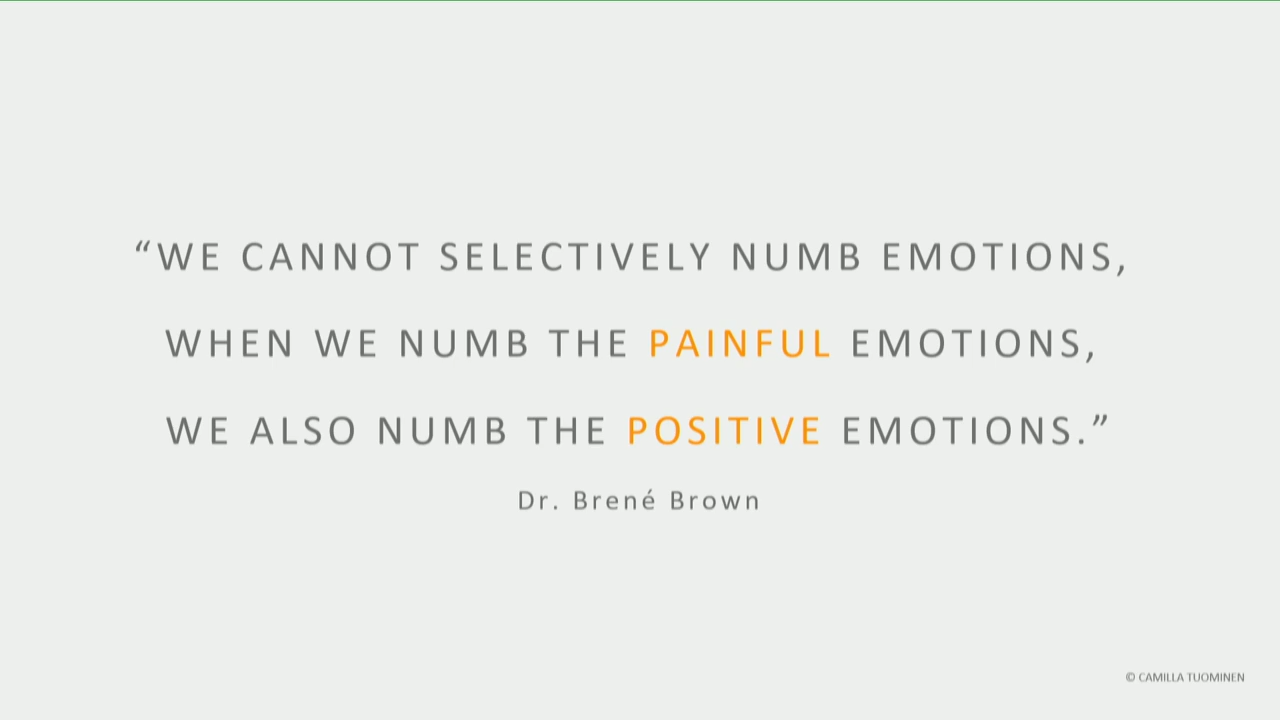 “WE CANNOT SELECTIVELY NUMB EMOTIONS,
WHEN WE NUMB THE PAINFUL EMOTIONS,
WE ALSO NUMB THE POSITIVE EMOTIONS.”
Dr. Brené Brown
© CAMILLA TUOMINEN